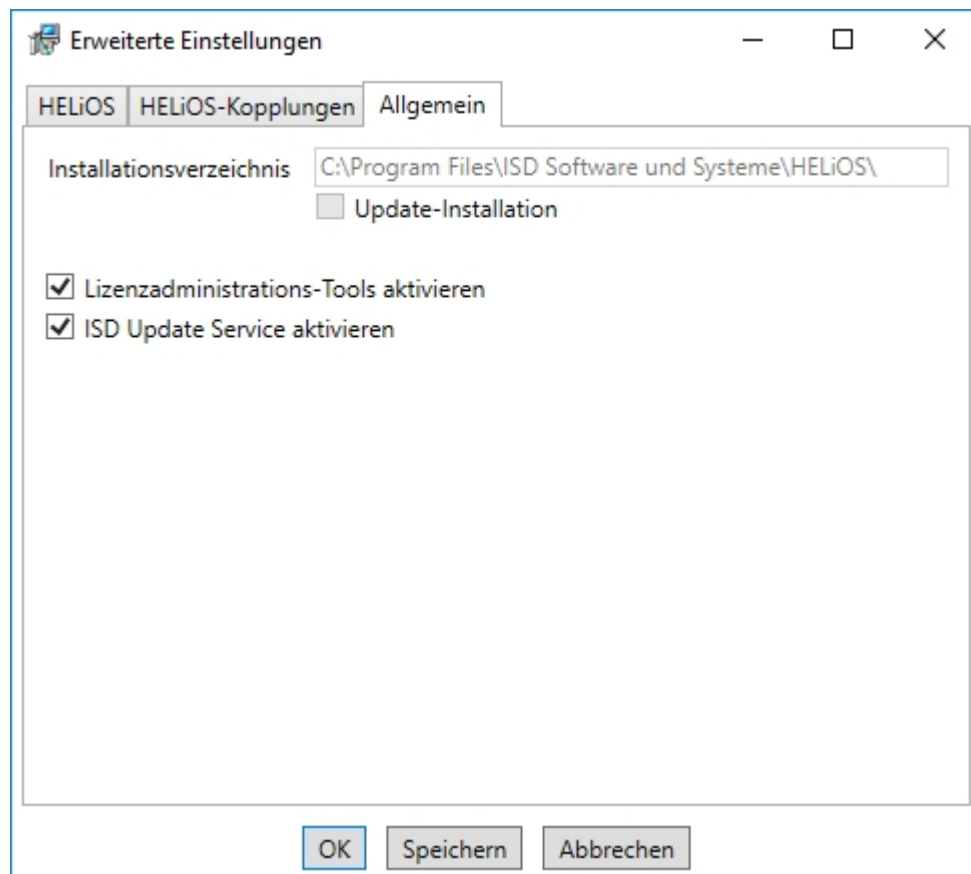 Erweiterte Einstellungen
HELiOS HELiOS-Kopplungen Allgemein
Installationsverzeichnis C:\Program Files\ISD Software und Systeme\HELiOS\
Update-Installation
Lizenzadministrations-Tools aktivieren
ISD Update Service aktivieren
OK Speichern Abbrechen